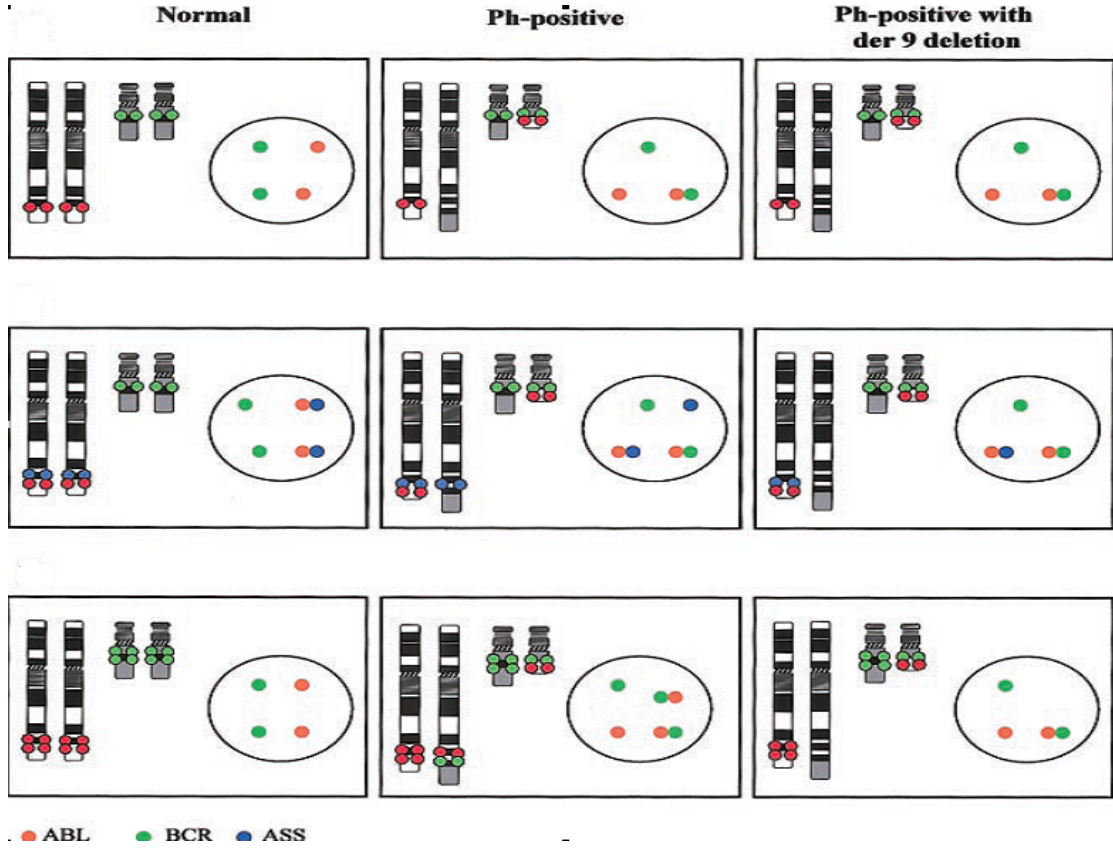 Normal
Ph-positive
Ph-positive with
der 9 deletion
ABL BCR ASS